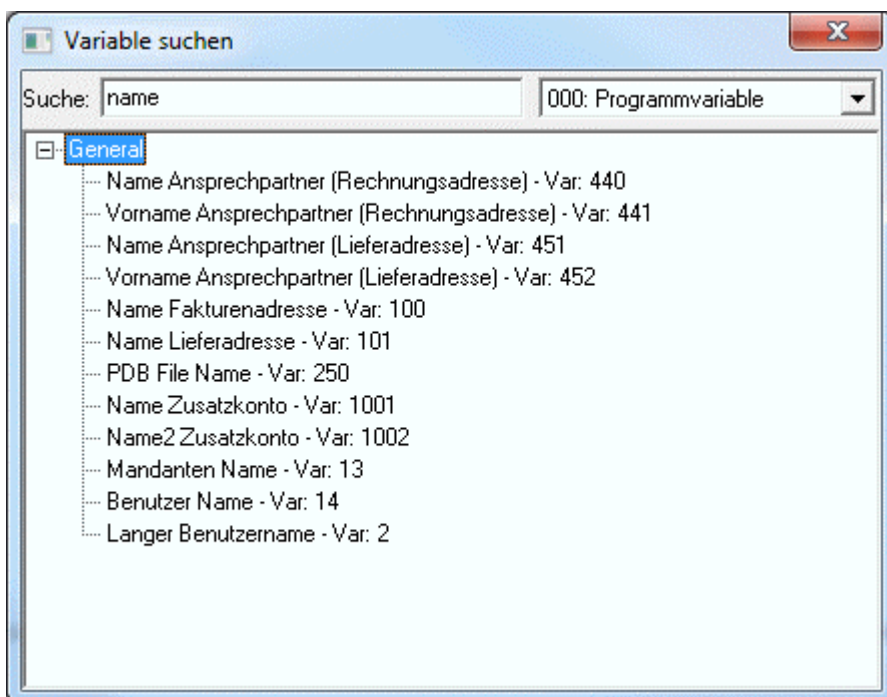 Variable suchen
Suche: name 000: Programmvariable
General
Name Ansprechpartner (Rechnungsadresse) - Var: 440
Vorname Ansprechpartner (Rechnungsadresse) - Var: 441
Name Ansprechpartner (Lieferadresse) - Var: 451
Vorname Ansprechpartner (Lieferadresse) - Var: 452
Name Fakturenadresse - Var: 100
Name Lieferadresse - Var: 101
PDB File Name - Var: 250
Name Zusatzkonto - Var: 1001
Name2 Zusatzkonto - Var: 1002
Mandanten Name - Var: 13
Benutzer Name - Var: 14
Langer Benutzername - Var: 2